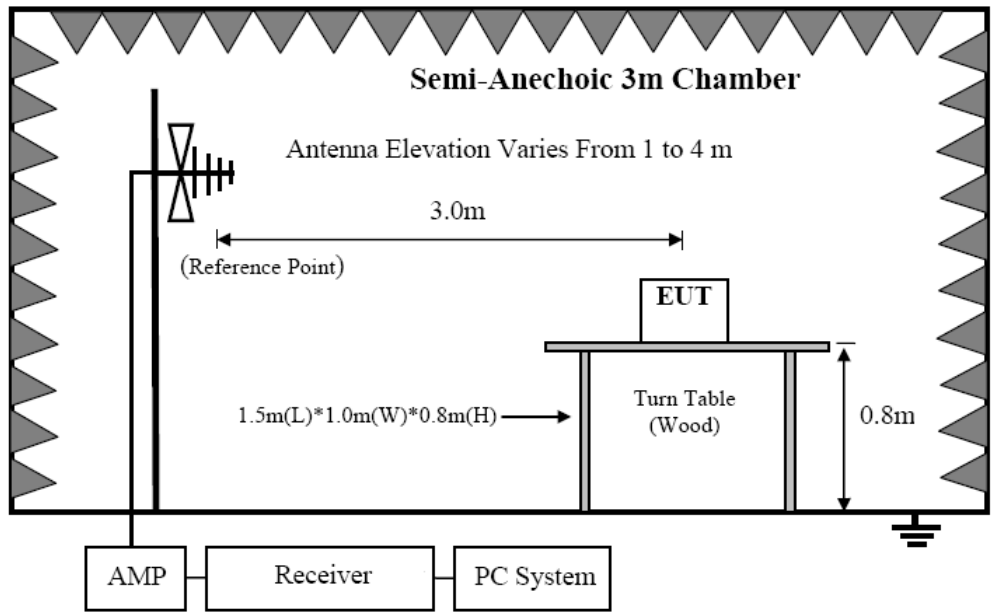 Semi-Anechoic 3m Chamber
Antenna Elevation Varies From 1 to 4 m
3.0m
(Reference Point)
EUT
1.5m(L)*1.0m(W)*0.8m(H)
Turn Table
(Wood)
0.8m
AMP
Receiver
PC System